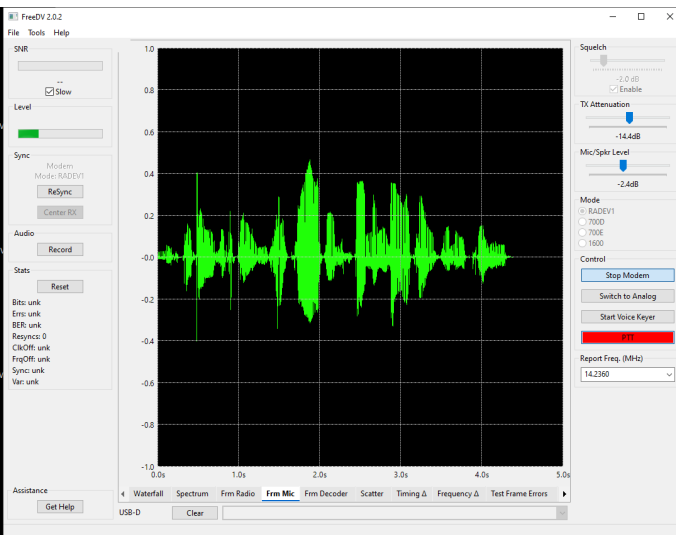 FreeDV 2.0.2
File Tools Help
SNR
--
Slow
Level
Sync
Modem
Mode: RADEV1
ReSync
Center RX
Audio
Record
Stats
Reset
Bits: unk
Errs: unk
BER: unk
Resyncs: 0
ClkOff: unk
FrqOff: unk
Sync: unk
Var: unk
Assistance
Get Help
1.0
0.8
0.6
0.4
0.2
-0.0
-0.2
-0.4
-0.6
-0.8
-1.0
0.0s 1.0s 2.0s 3.0s 4.0s 5.0s
Waterfall Spectrum Frm Radio Frm Mic Frm Decoder Scatter Timing Δ Frequency Δ Test Frame Errors
USB-D Clear
Squelch
-2.0 dB
Enable
TX Attenuation
-14.4dB
Mic/Spkr Level
-2.4dB
Mode
RADEV1
700D
700E
1600
Control
Stop Modem
Switch to Analog
Start Voice Keyer
PTT
Report Freq. (MHz)
14.2360